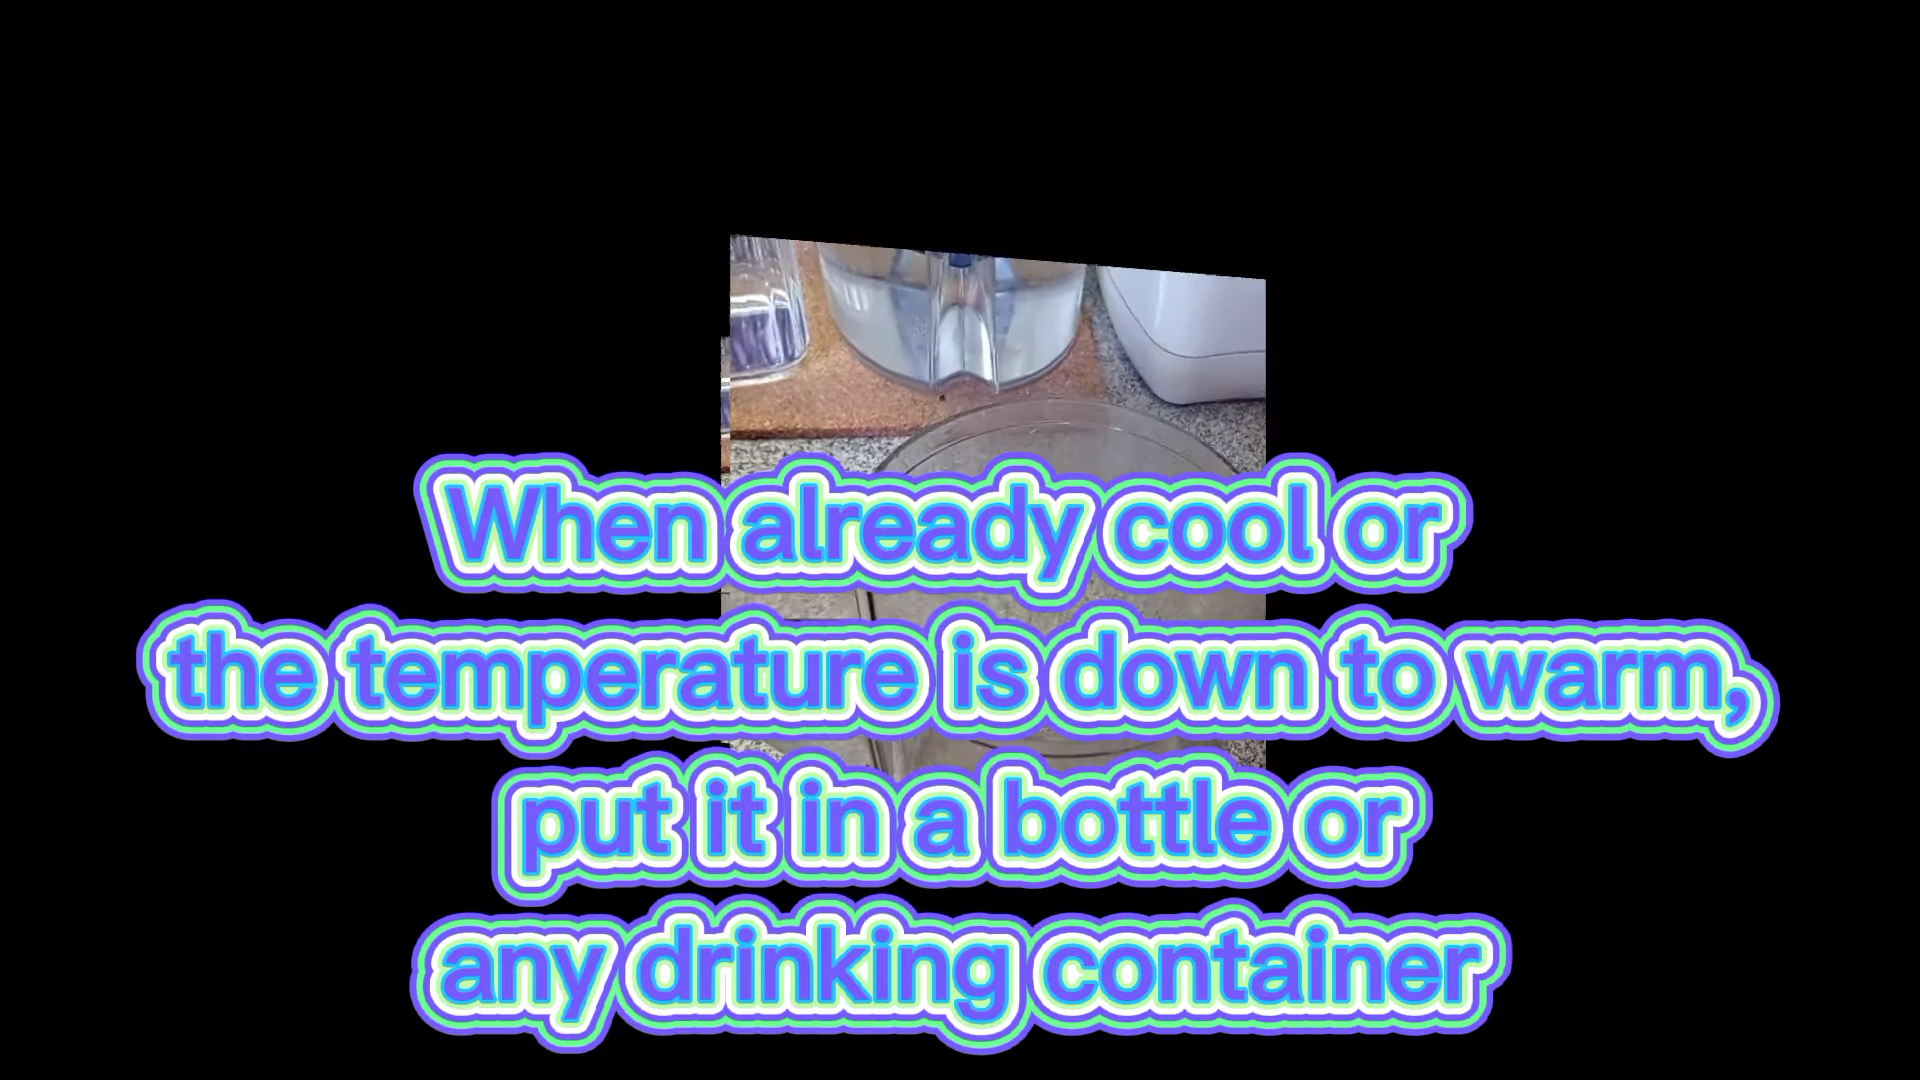 When already cool or
the temperature is down to warm,
put it in a bottle or
any drinking container